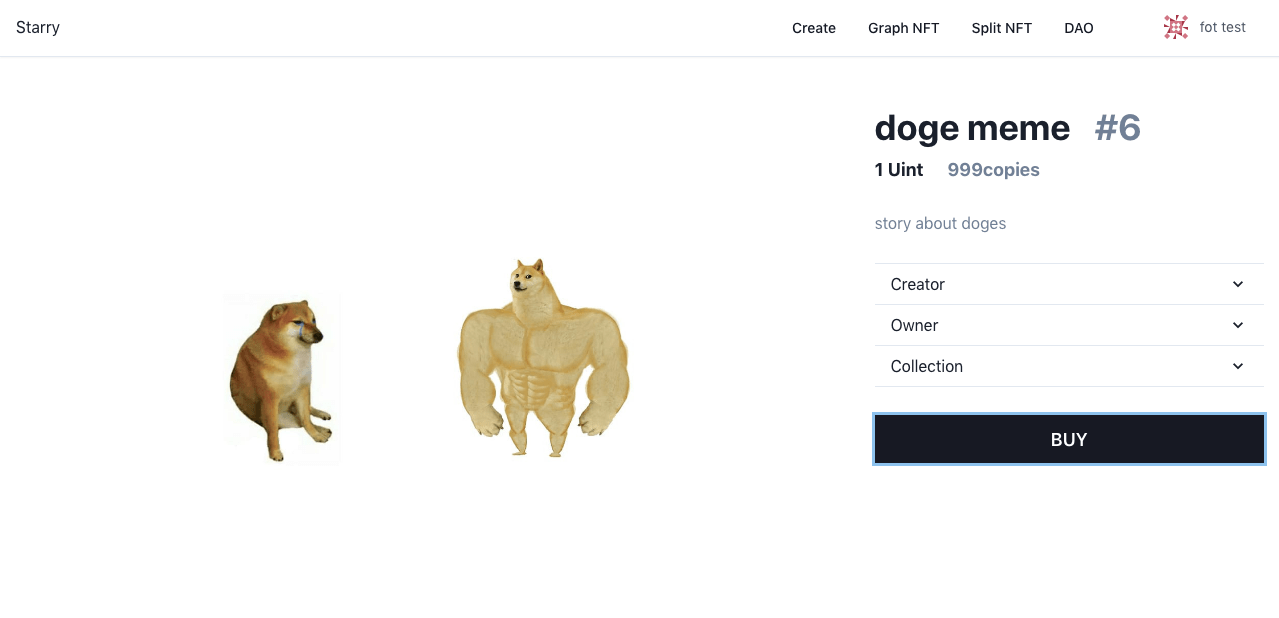 Starry Create Graph NFT Split NFT DAO fot test
doge meme #6
1 Uint 999copies
story about doges
Creator
Owner
Collection
BUY